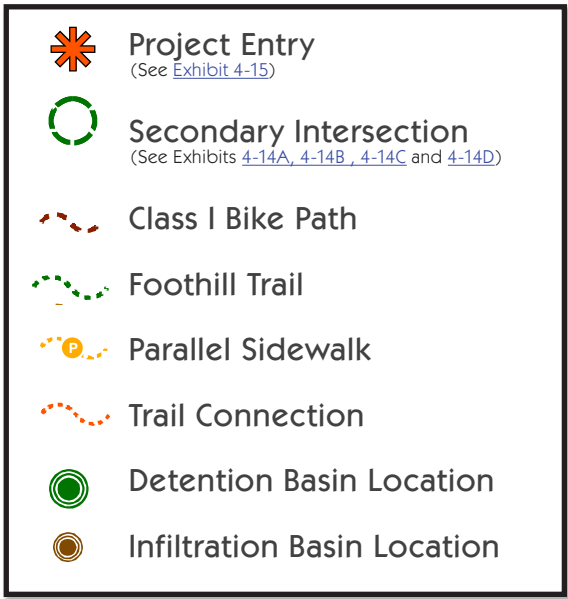 Project Entry
(See Exhibit 4-15)
Secondary Intersection
(See Exhibits 4-14A, 4-14B , 4-14C and 4-14D)
Class I Bike Path
Foothill Trail
P
Parallel Sidewalk
Trail Connection
Detention Basin Location
Infiltration Basin Location